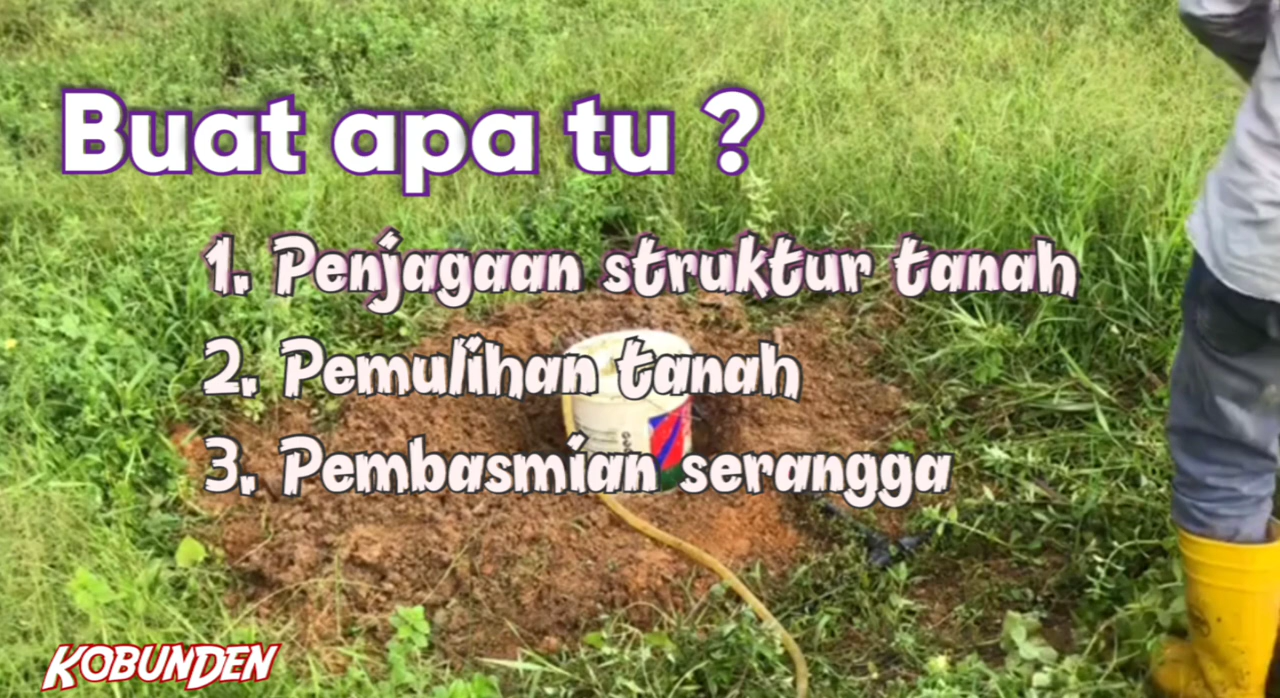 Buat apa tu ?
1. Penjagaan struktur tanah
2. Pemulihan tanah
3. Pembasmian serangga
KOBUNDEN